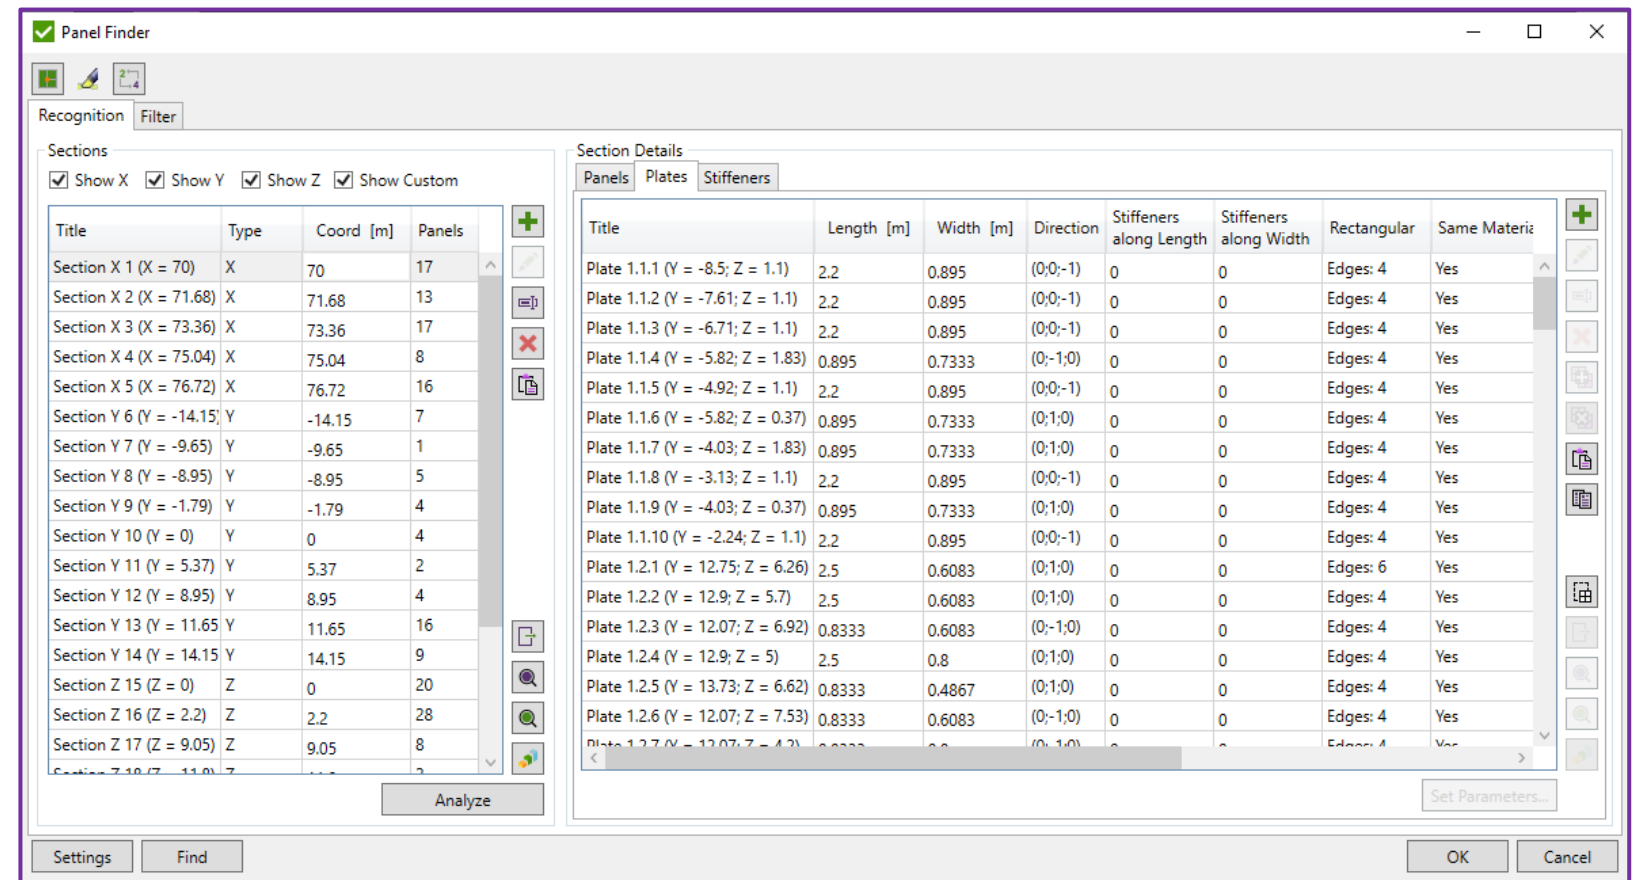 Panel Finder
2 4
Recognition Filter
Sections
Show X Show Y Show Z Show Custom
Title Type Coord [m] Panels
Section X 1 (X = 70) X 70 17
Section X 2 (X = 71.68) X 71.68 13
Section X 3 (X = 73.36) X 73.36 17
Section X 4 (X = 75.04) X 75.04 8
Section X 5 (X = 76.72) X 76.72 16
Section Y 6 (Y = -14.15) Y -14.15 7
Section Y 7 (Y = -9.65) Y -9.65 1
Section Y 8 (Y = -8.95) Y -8.95 5
Section Y 9 (Y = -1.79) Y -1.79 4
Section Y 10 (Y = 0) Y 0 4
Section Y 11 (Y = 5.37) Y 5.37 2
Section Y 12 (Y = 8.95) Y 8.95 4
Section Y 13 (Y = 11.65 Y 11.65 16
Section Y 14 (Y = 14.15 Y 14.15 9
Section Z 15 (Z = 0) Z 0 20
Section Z 16 (Z = 2.2) Z 2.2 28
Section Z 17 (Z = 9.05) Z 9.05 8
Analyze
Section Details
Panels Plates Stiffeners
Title Length [m] Width [m] Direction Stiffeners along Length Stiffeners along Width Rectangular Same Materia
Plate 1.1.1 (Y = -8.5; Z = 1.1) 2.2 0.895 (0;0;-1) 0 0 Edges: 4 Yes
Plate 1.1.2 (Y = -7.61; Z = 1.1) 2.2 0.895 (0;0;-1) 0 0 Edges: 4 Yes
Plate 1.1.3 (Y = -6.71; Z = 1.1) 2.2 0.895 (0;0;-1) 0 0 Edges: 4 Yes
Plate 1.1.4 (Y = -5.82; Z = 1.83) 0.895 0.7333 (0;-1;0) 0 0 Edges: 4 Yes
Plate 1.1.5 (Y = -4.92; Z = 1.1) 2.2 0.895 (0;0;-1) 0 0 Edges: 4 Yes
Plate 1.1.6 (Y = -5.82; Z = 0.37) 0.895 0.7333 (0;1;0) 0 0 Edges: 4 Yes
Plate 1.1.7 (Y = -4.03; Z = 1.83) 0.895 0.7333 (0;1;0) 0 0 Edges: 4 Yes
Plate 1.1.8 (Y = -3.13; Z = 1.1) 2.2 0.895 (0;0;-1) 0 0 Edges: 4 Yes
Plate 1.1.9 (Y = -4.03; Z = 0.37) 0.895 0.7333 (0;1;0) 0 0 Edges: 4 Yes
Plate 1.1.10 (Y = -2.24; Z = 1.1) 2.2 0.895 (0;0;-1) 0 0 Edges: 4 Yes
Plate 1.2.1 (Y = 12.75; Z = 6.26) 2.5 0.6083 (0;1;0) 0 0 Edges: 6 Yes
Plate 1.2.2 (Y = 12.9; Z = 5.7) 2.5 0.6083 (0;1;0) 0 0 Edges: 4 Yes
Plate 1.2.3 (Y = 12.07; Z = 6.92) 0.8333 0.6083 (0;-1;0) 0 0 Edges: 4 Yes
Plate 1.2.4 (Y = 12.9; Z = 5) 2.5 0.8 (0;1;0) 0 0 Edges: 4 Yes
Plate 1.2.5 (Y = 13.73; Z = 6.62) 0.8333 0.4867 (0;1;0) 0 0 Edges: 4 Yes
Plate 1.2.6 (Y = 12.07; Z = 7.53) 0.8333 0.6083 (0;-1;0) 0 0 Edges: 4 Yes
Set Parameters...
Settings Find OK Cancel